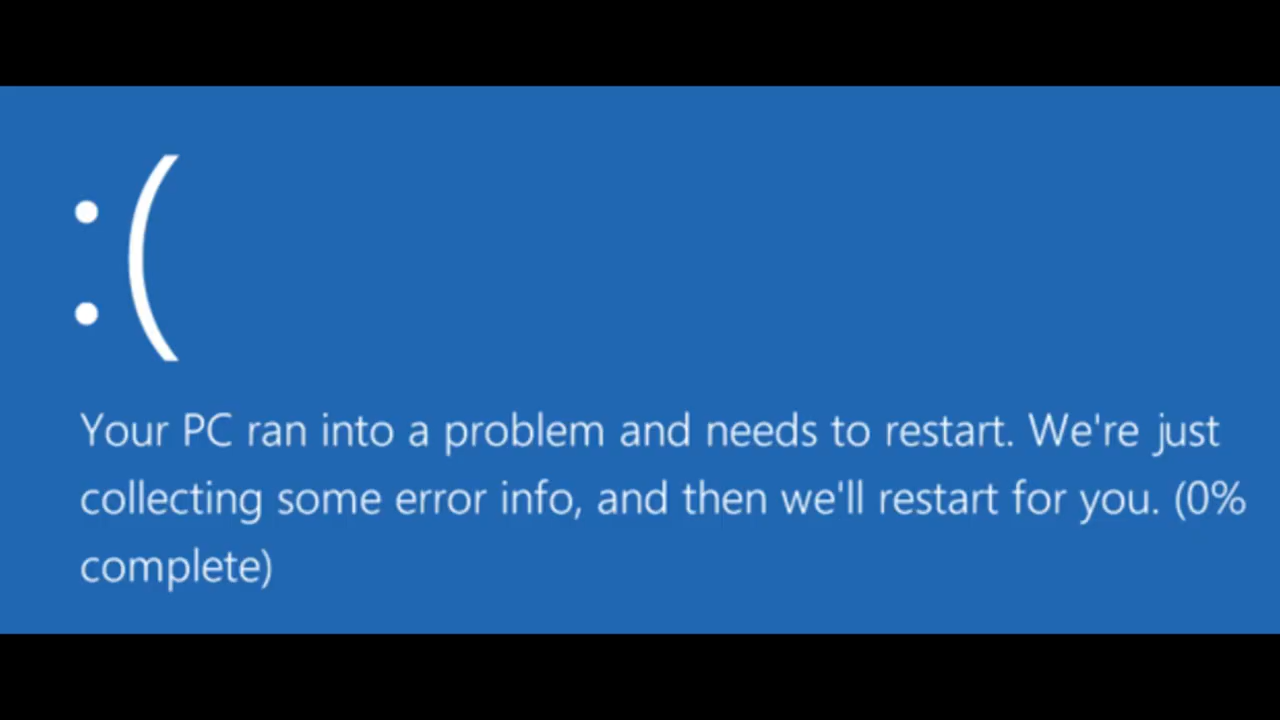 :(
Your PC ran into a problem and needs to restart. We're just
collecting some error info, and then we'll restart for you. (0%
complete)